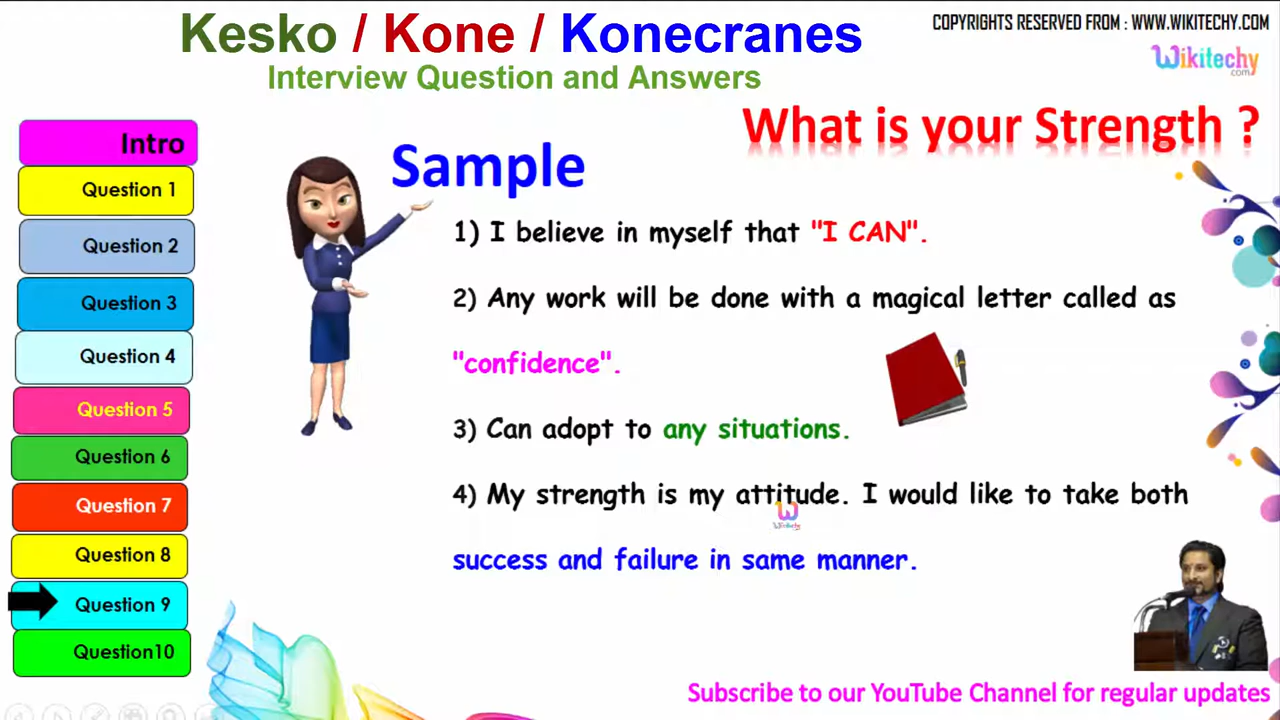 Kesko / Kone / Konecranes
Interview Question and Answers
COPYRIGHTS RESERVED FROM : WWW.WIKITECHY.COM
Wikitechy
.com
What is your Strength ?
Intro
Question 1
Question 2
Question 3
Question 4
Question 5
Question 6
Question 7
Question 8
Question 9
Question10
Sample
1) I believe in myself that "I CAN".
2) Any work will be done with a magical letter called as
"confidence".
3) Can adopt to any situations.
4) My strength is my attitude. I would like to take both
W
Wikitechy
success and failure in same manner.
Subscribe to our YouTube Channel for regular updates